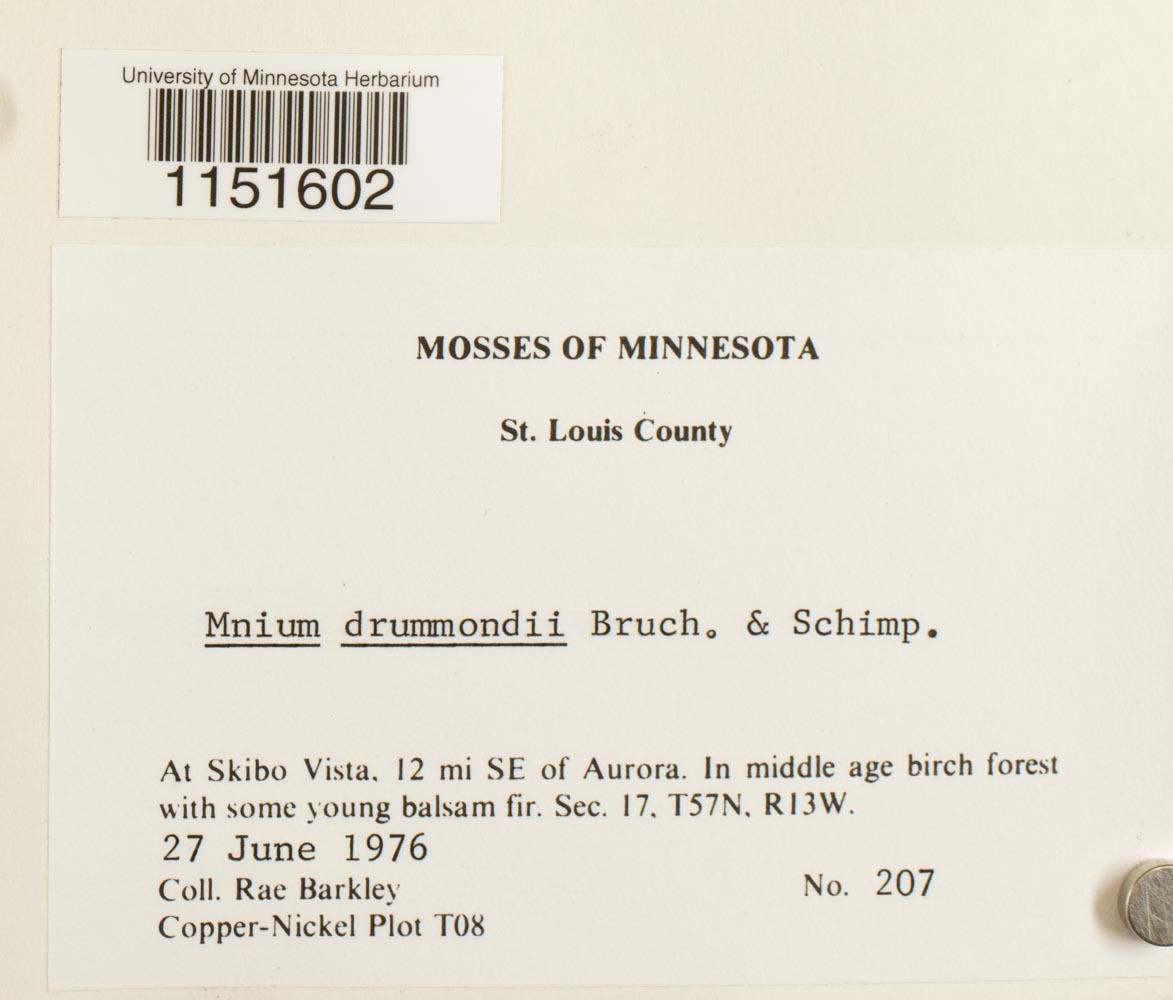 University of Minnesota Herbarium
1151602
MOSSES OF MINNESOTA
St. Louis County
Mnium drummondii Bruch. & Schimp.
At Skibo Vista, 12 mi SE of Aurora. In middle age birch forest
with some young balsam fir. Sec. 17, T57N, R13W.
27 June 1976
Coll. Rae Barkley
No. 207
Copper-Nickel Plot T08